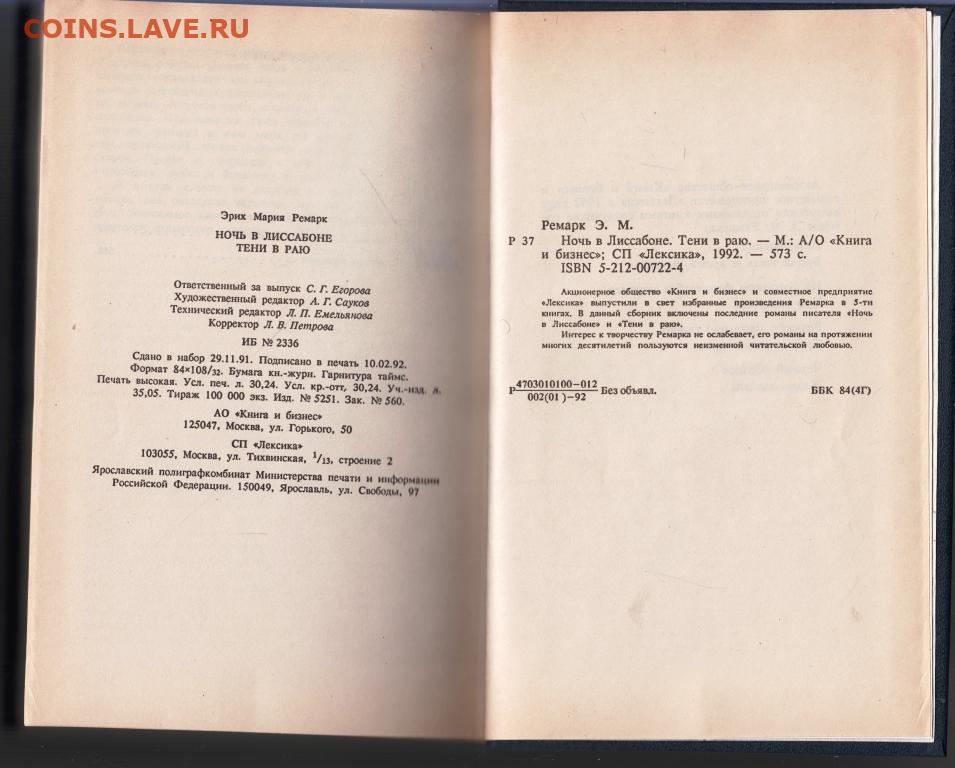 COINS.LAVE.RU
Эрих Мария Ремарк
НОЧЬ В ЛИССАБОНЕ
ТЕНИ В РАЮ
Ответственный за выпуск С. Г. Егорова
Художественный редактор А. Г. Сауков
Технический редактор Л. П. Емельянова
Корректор Л. В. Петрова
ИБ № 2336
Сдано в набор 29.11.91. Подписано в печать 10.02.92.
Формат 84×108/32. Бумага кн.-журн. Гарнитура таймс.
Печать высокая. Усл. печ. л. 30,24. Усл. кр.-отт. 30,24. Уч.-изд. л.
35,05. Тираж 100 000 экз. Изд. № 5251. Зак. № 560.
АО «Книга и бизнес»
125047, Москва, ул. Горького, 50
СП «Лексика»
103055, Москва, ул. Тихвинская, 1/13, строение 2
Ярославский полиграфкомбинат Министерства печати и информации
Российской Федерации. 150049, Ярославль, ул. Свободы, 97
Ремарк Э. М.
Р 37 Ночь в Лиссабоне. Тени в раю. — М.: А/О «Книга
и бизнес»; СП «Лексика», 1992. — 573 с.
ISBN 5-212-00722-4
Акционерное общество «Книга и бизнес» и совместное предприятие
«Лексика» выпустили в свет избранные произведения Ремарка в 5-ти
книгах. В данный сборник включены последние романы писателя «Ночь
в Лиссабоне» и «Тени в раю».
Интерес к творчеству Ремарка не ослабевает, его романы на протяжении
многих десятилетий пользуются неизменной читательской любовью.
Р 4703010100—012
002(01)—92 Без объявл. ББК 84(4Г)